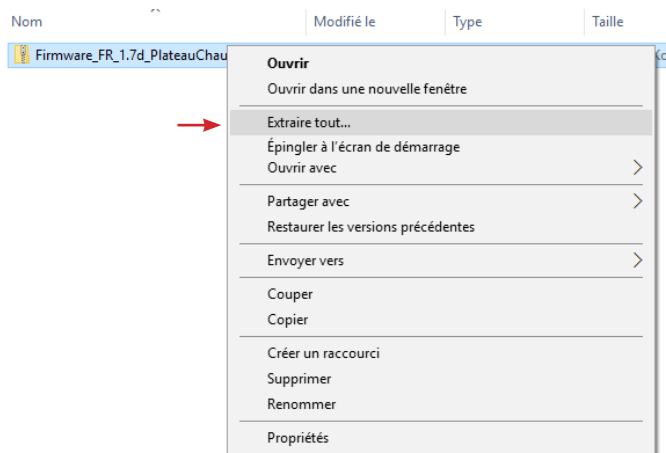 Nom Modifié le Type Taille
Firmware_FR_1.7d_PlateauChau
Ouvrir
Ouvrir dans une nouvelle fenêtre
Extraire tout...
Épingler à l'écran de démarrage
Ouvrir avec
Partager avec
Restaurer les versions précédentes
Envoyer vers
Couper
Copier
Créer un raccourci
Supprimer
Renommer
Propriétés